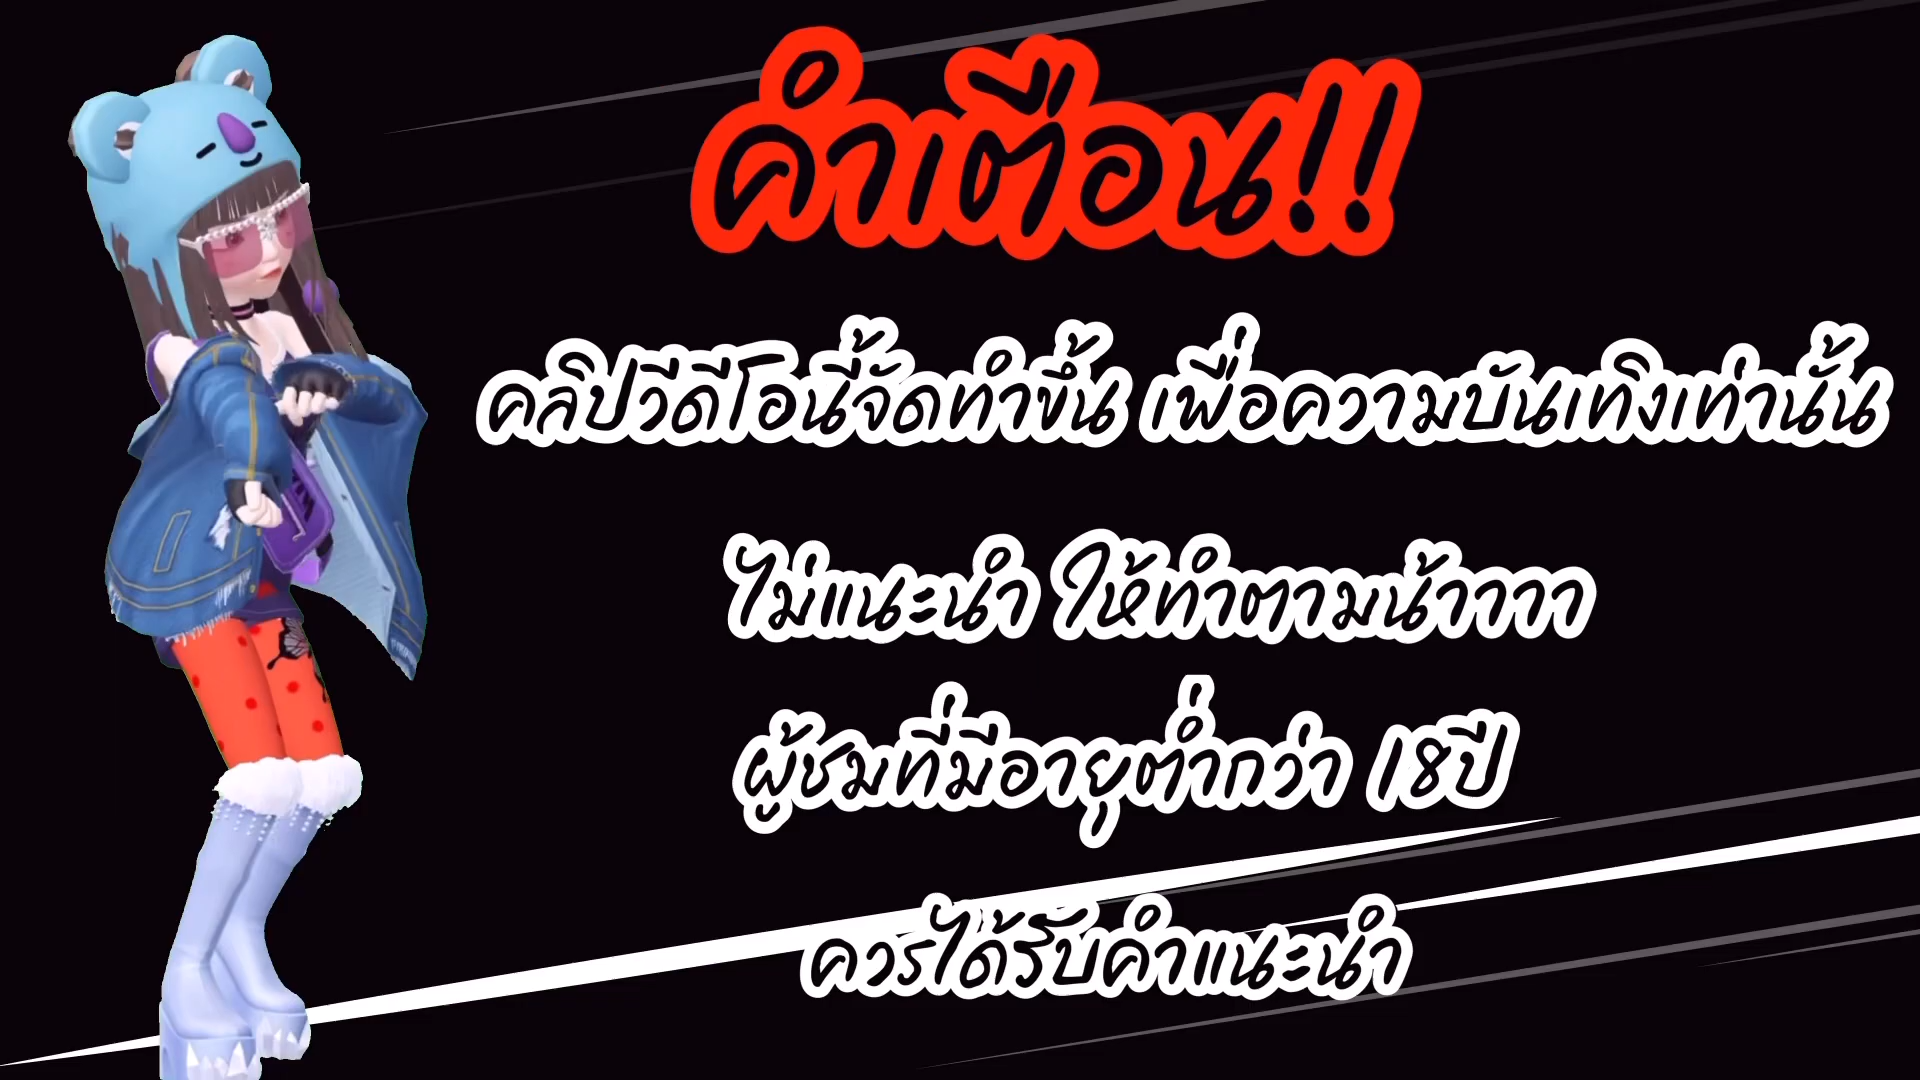 คำเตือน!!
คลิปวีดีโอนี้จัดทำขึ้น เพื่อความบันเทิงเท่านั้น
ไม่แนะนำ ให้ทำตามน้าาาา
ผู้ชมที่มีอายุต่ำกว่า 18ปี
ควรได้รับคำแนะนำ